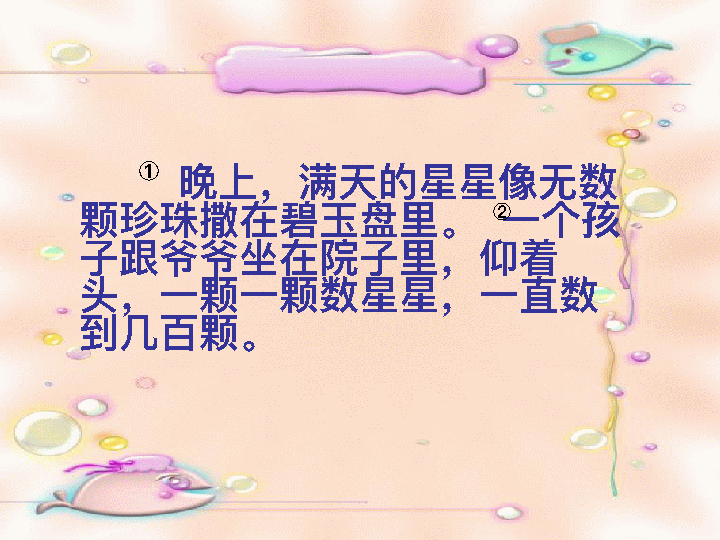 ① 晚上，满天的星星像无数
颗珍珠撒在碧玉盘里。②一个孩
子跟爷爷坐在院子里，仰着
头，一颗一颗数星星，一直数
到几百颗。